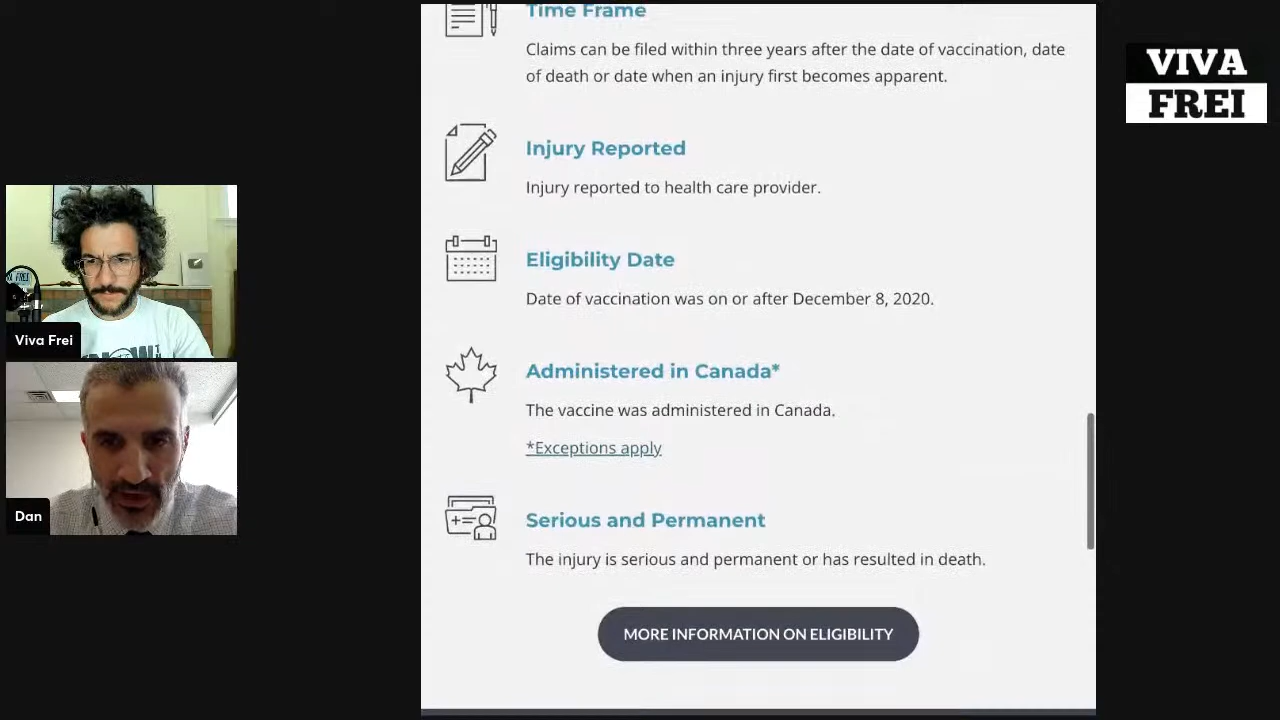 Time Frame
Claims can be filed within three years after the date of vaccination, date
of death or date when an injury first becomes apparent.
Injury Reported
Injury reported to health care provider.
Eligibility Date
Date of vaccination was on or after December 8, 2020.
Administered in Canada*
The vaccine was administered in Canada.
*Exceptions apply
Serious and Permanent
The injury is serious and permanent or has resulted in death.
MORE INFORMATION ON ELIGIBILITY
VIVA
FREI
Viva Frei
Dan